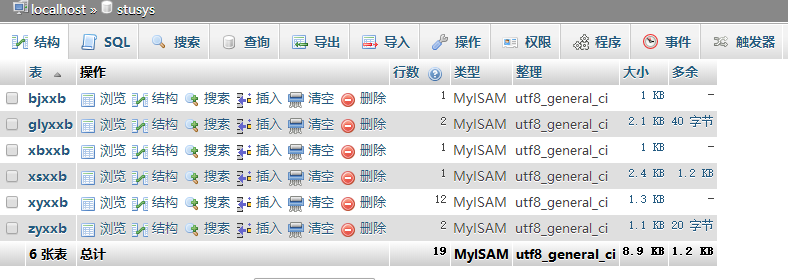 localhost » stusys
结构 SQL 搜索 查询 导出 导入 操作 权限 程序 事件 触发器
表 操作 行数 类型 整理 大小 多余
bjxxb 浏览 结构 搜索 插入 清空 删除 1 MyISAM utf8_general_ci 1 KB -
glyxxb 浏览 结构 搜索 插入 清空 删除 2 MyISAM utf8_general_ci 2.1 KB 40 字节
xbxxb 浏览 结构 搜索 插入 清空 删除 1 MyISAM utf8_general_ci 1 KB -
xsxxb 浏览 结构 搜索 插入 清空 删除 1 MyISAM utf8_general_ci 2.4 KB 1.2 KB
xyxxb 浏览 结构 搜索 插入 清空 删除 12 MyISAM utf8_general_ci 1.3 KB -
zyxxb 浏览 结构 搜索 插入 清空 删除 2 MyISAM utf8_general_ci 1.1 KB 20 字节
6 张表 总计 19 MyISAM utf8_general_ci 8.9 KB 1.2 KB